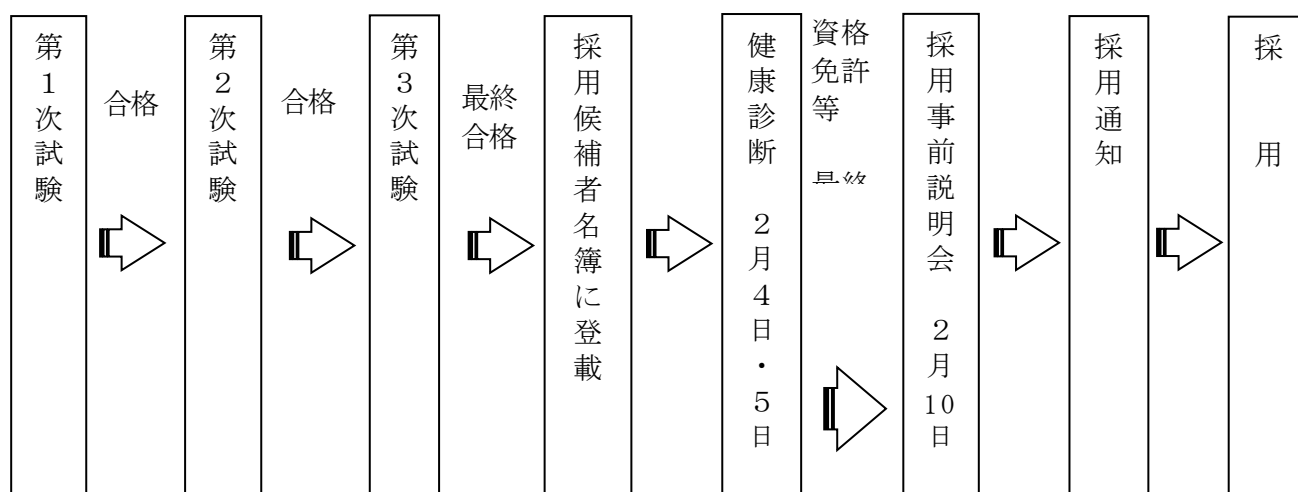 第１次試験
合格
第２次試験
合格
第３次試験
最終
合格
採用候補者名簿に登載
健康診断　２月４日・５日
資格
免許
等
採用事前説明会　２月10日
採用通知
採　用